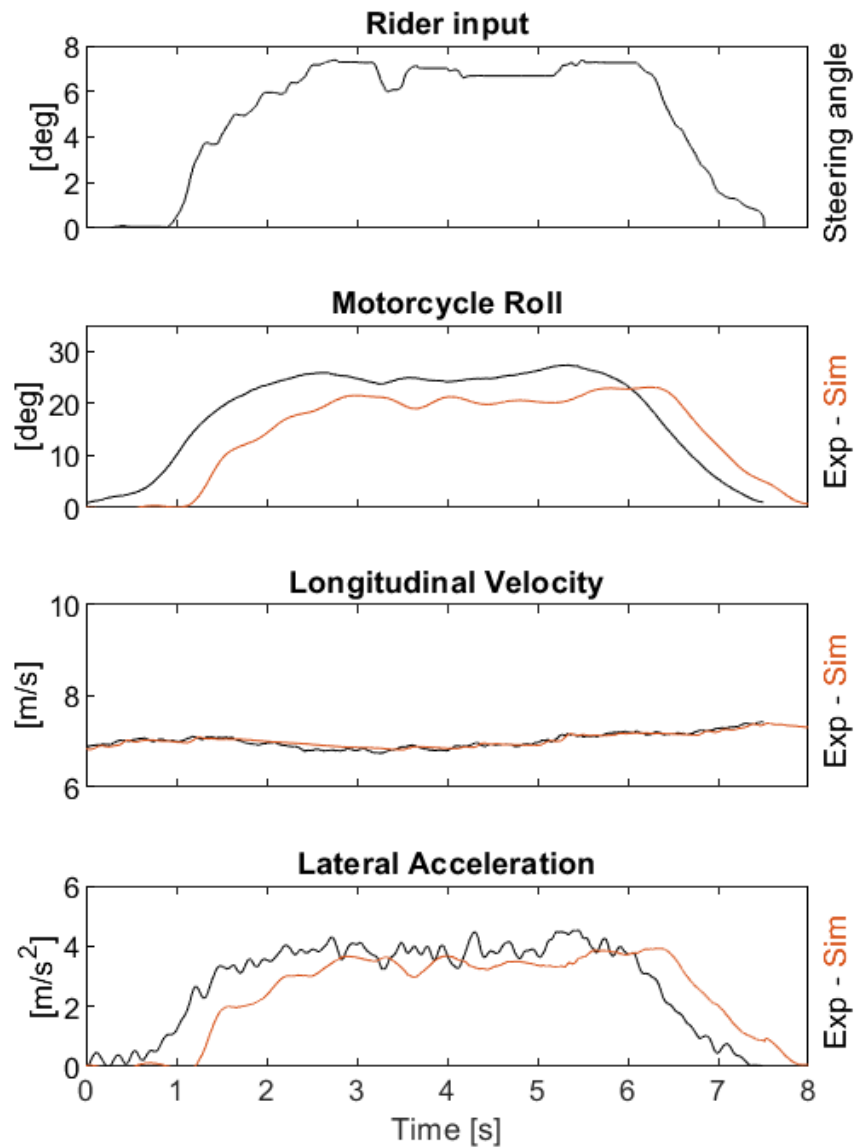 Rider input
8
6
4
2
0
[deg]
Steering angle
Motorcycle Roll
30
20
10
0
[deg]
Exp - Sim
Longitudinal Velocity
10
8
6
[m/s]
Exp - Sim
Lateral Acceleration
6
4
2
0
[m/s²]
Exp - Sim
0 1 2 3 4 5 6 7 8
Time [s]